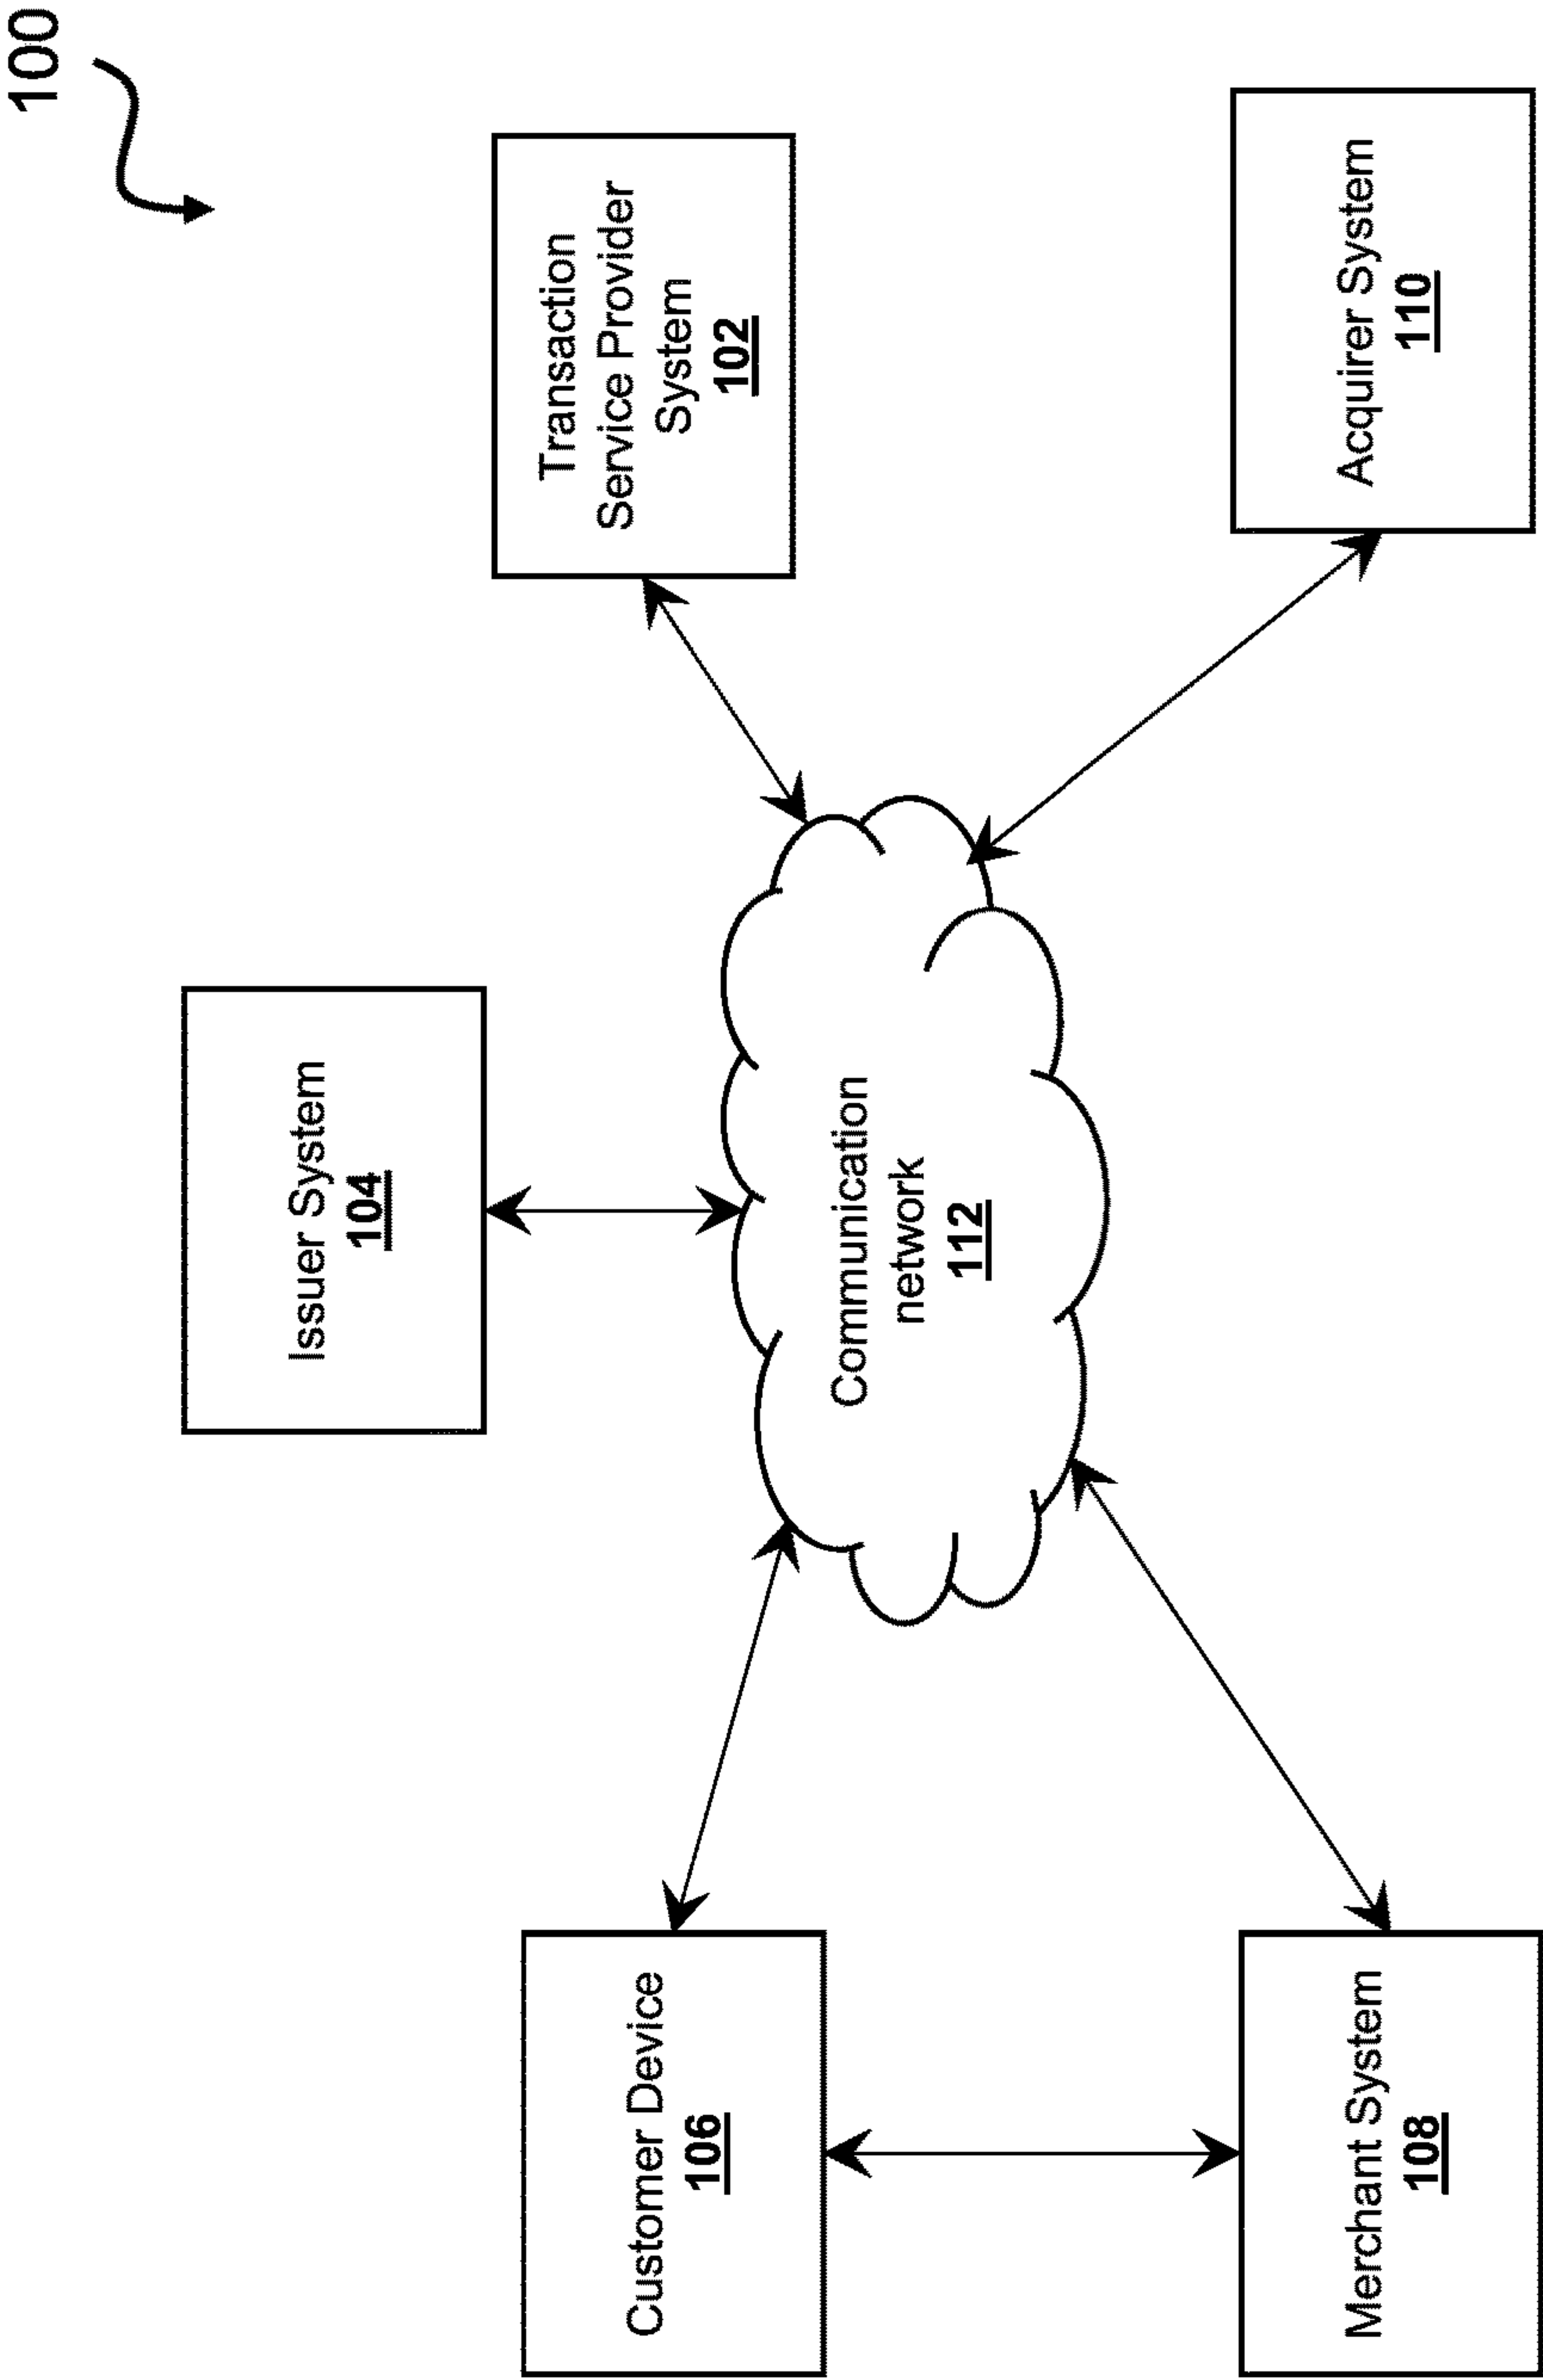 100
Issuer System
104
Transaction
Service Provider
System
102
Customer Device
106
Communication
network
112
Merchant System
108
Acquirer System
110